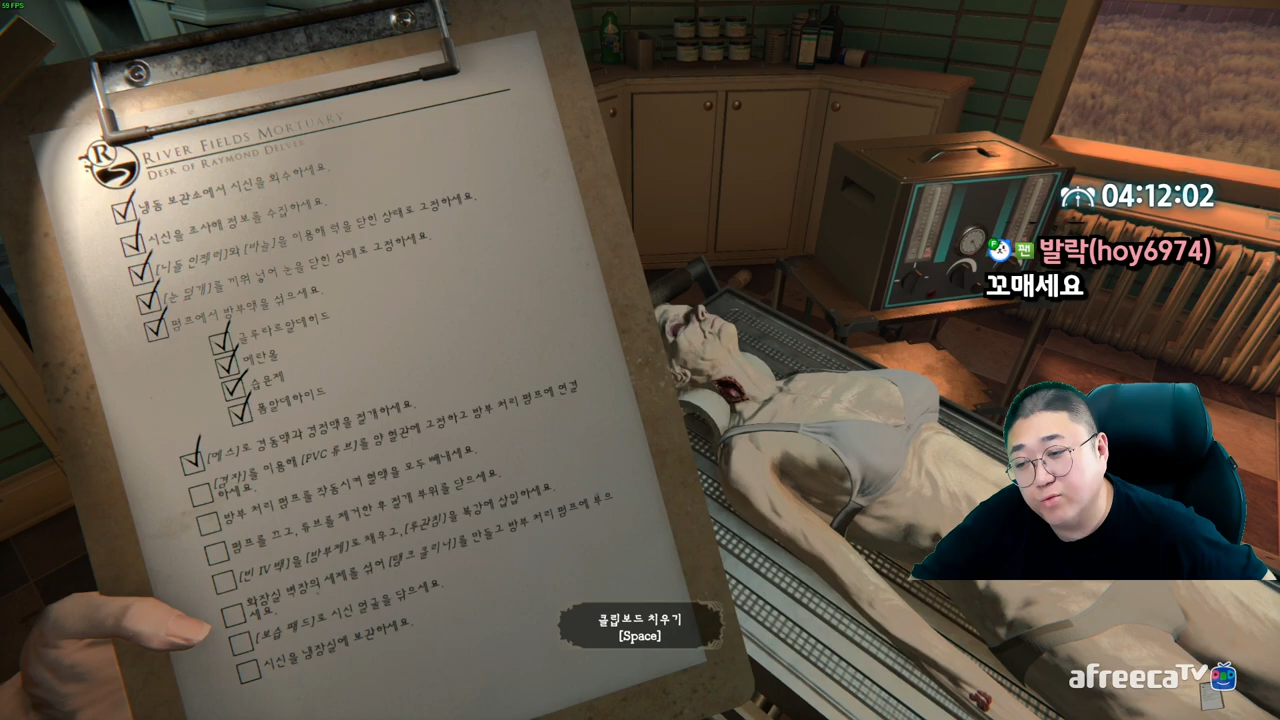 59 FPS
RIVER FIELDS MORTUARY
DESK OF RAYMOND DELVER
냉동 보관소에서 시신을 회수하세요.
시신을 조사해 정보를 수집하세요.
[니들 인젝터]와 [바늘]을 이용해 턱을 닫힌 상태로 고정하세요.
[눈 덮개]를 끼워 넣어 눈을 닫힌 상태로 고정하세요.
펌프에서 방부액을 섞으세요.
글루타르알데히드
메탄올
습윤제
폼알데하이드
[메스]로 경동맥과 경정맥을 절개하세요.
[겸자]를 이용해 [PVC 튜브]를 양 혈관에 고정하고 방부 처리 펌프에 연결
하세요.
방부 처리 펌프를 작동시켜 혈액을 모두 빼내세요.
펌프를 끄고, 튜브를 제거한 후 절개 부위를 닫으세요.
[빈 IV 백]을 [방부제]로 채우고, [투관침]을 복강에 삽입하세요.
화장실 벽장의 세제를 섞어 [탱크 클리너]를 만들고 방부 처리 펌프에 부으
세요.
[보습 패드]로 시신 얼굴을 닦으세요.
시신을 냉장실에 보관하세요.
클립보드 치우기
[Space]
04:12:02
F 팬 발락(hoy6974)
꼬매세요
afreecaTV